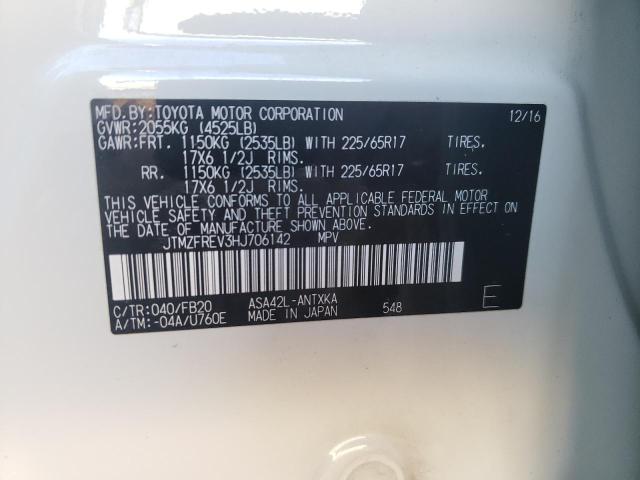 MFD.BY:TOYOTA MOTOR CORPORATION 12/16
GVWR:2055KG (4525LB)
GAWR:FRT. 1150KG (2535LB) WITH 225/65R17 TIRES.
17X6 1/2J RIMS.
RR. 1150KG (2535LB) WITH 225/65R17 TIRES.
17X6 1/2J RIMS.
THIS VEHICLE CONFORMS TO ALL APPLICABLE FEDERAL MOTOR
VEHICLE SAFETY AND THEFT PREVENTION STANDARDS IN EFFECT ON
THE DATE OF MANUFACTURE SHOWN ABOVE.
JTMZFREV3HJ706142 MPV
C/TR:040/FB20 ASA42L-ANTXKA 548 E
A/TM:-04A/U760E MADE IN JAPAN